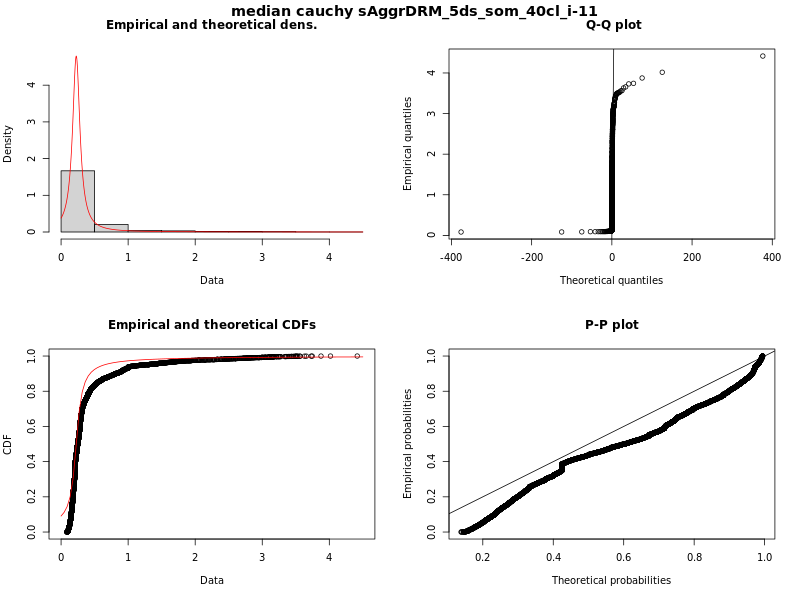 median cauchy sAggrDRM_5ds_som_40cl_i-11
Empirical and theoretical dens.
Density
0 1 2 3 4
0 1 2 3 4
Data
Q-Q plot
Empirical quantiles
0 1 2 3 4
-400 -200 0 200 400
Theoretical quantiles
Empirical and theoretical CDFs
CDF
0.0 0.2 0.4 0.6 0.8 1.0
0 1 2 3 4
Data
P-P plot
Empirical probabilities
0.0 0.2 0.4 0.6 0.8 1.0
0.2 0.4 0.6 0.8 1.0
Theoretical probabilities